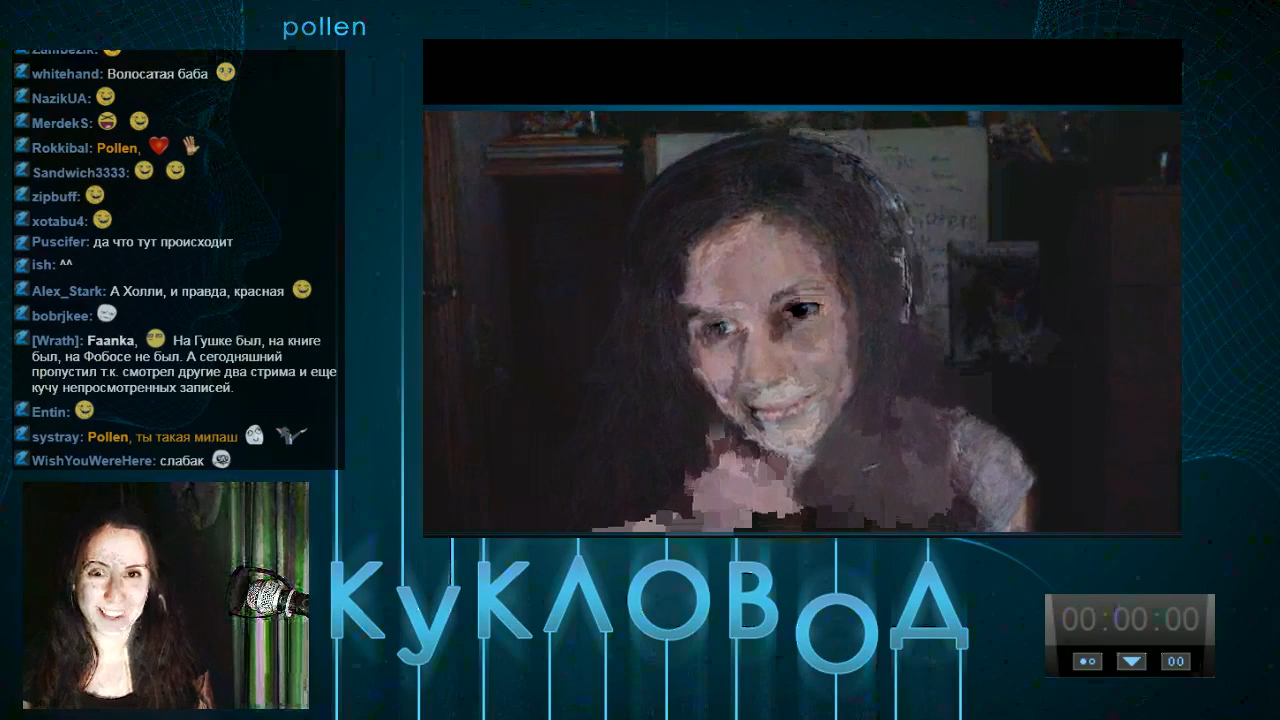 pollen
Zambezik:
whitehand: Волосатая баба
NazikUA:
MerdekS:
Rokkibal: Pollen,
Sandwich3333:
zipbuff:
xotabu4:
Puscifer: да что тут происходит
ish: ^^
Alex_Stark: А Холли, и правда, красная
bobrjkee:
[Wrath]: Faanka, На Гушке был, на книге
был, на Фобосе не был. А сегодняшний
пропустил т.к. смотрел другие два стрима и еще
кучу непросмотренных записей.
Entin:
systray: Pollen, ты такая милаш
WishYouWereHere: слабак
КУКЛОВОД
00:00:00
00